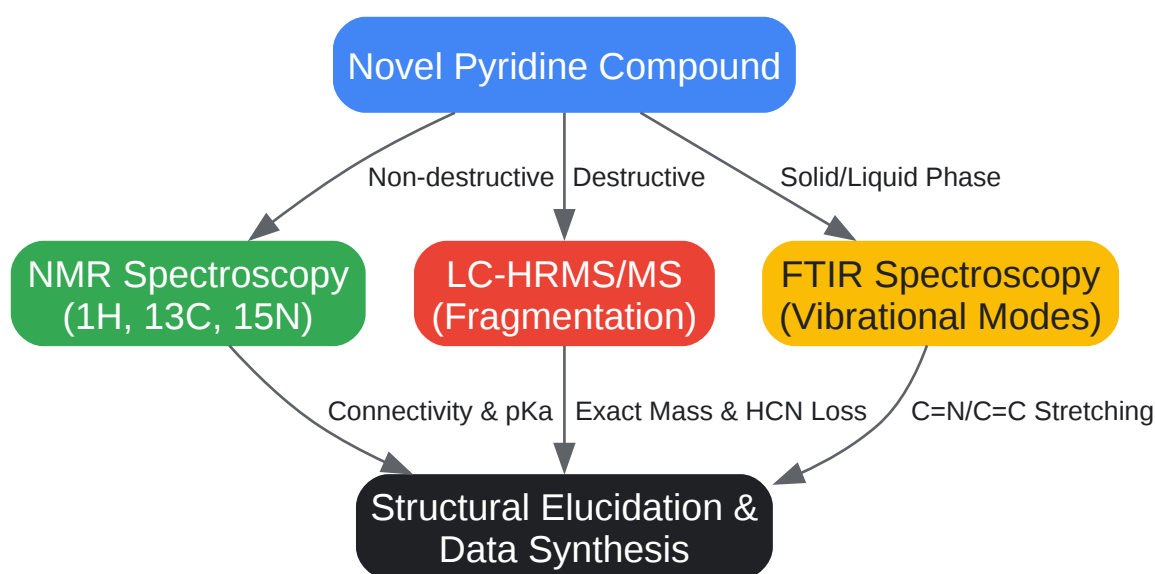 Novel Pyridine Compound
Non-destructive
Destructive
Solid/Liquid Phase
NMR Spectroscopy
(1H, 13C, 15N)
LC-HRMS/MS
(Fragmentation)
FTIR Spectroscopy
(Vibrational Modes)
Connectivity & pKa
Exact Mass & HCN Loss
C=N/C=C Stretching
Structural Elucidation &
Data Synthesis